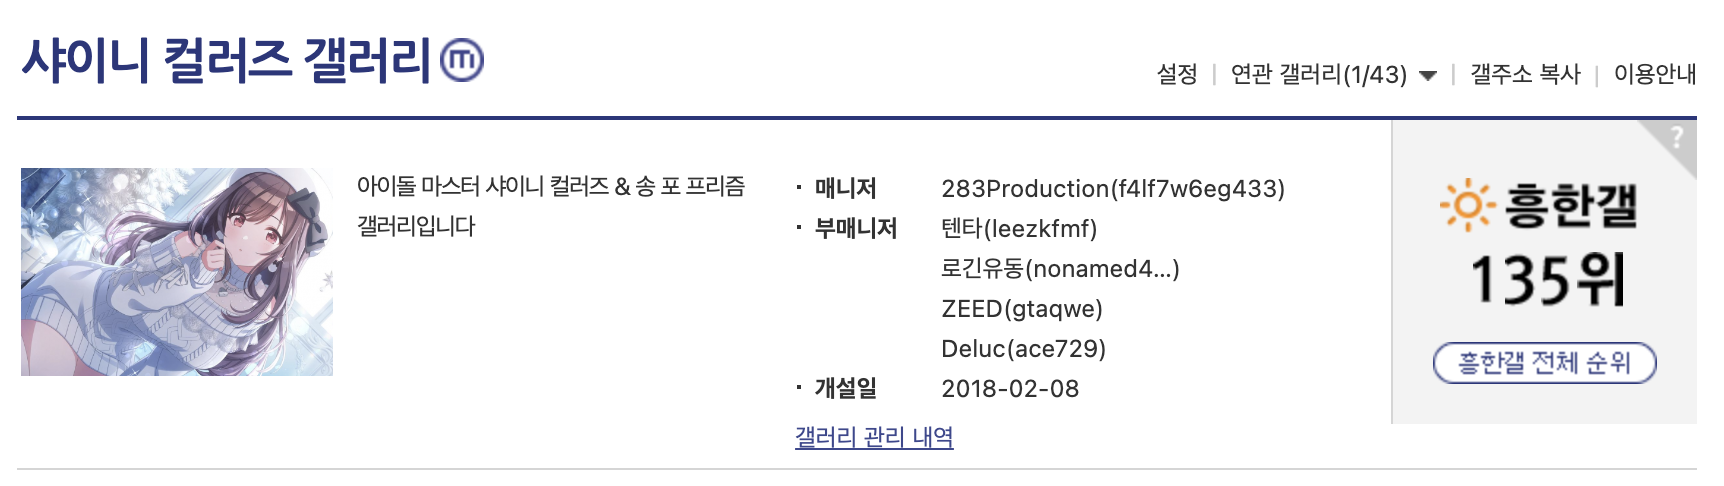 샤이니 컬러즈 갤러리 ⓜ
설정 | 연관 갤러리(1/43) ▼ | 갤주소 복사 | 이용안내
아이돌 마스터 샤이니 컬러즈 & 송 포 프리즘
갤러리입니다
· 매니저 283Production(f4lf7w6eg433)
· 부매니저 텐타(leezkfmf)
로긴유동(nonamed4...)
ZEED(gtaqwe)
Deluc(ace729)
· 개설일 2018-02-08
갤러리 관리 내역
?
흥한갤
135위
흥한갤 전체 순위